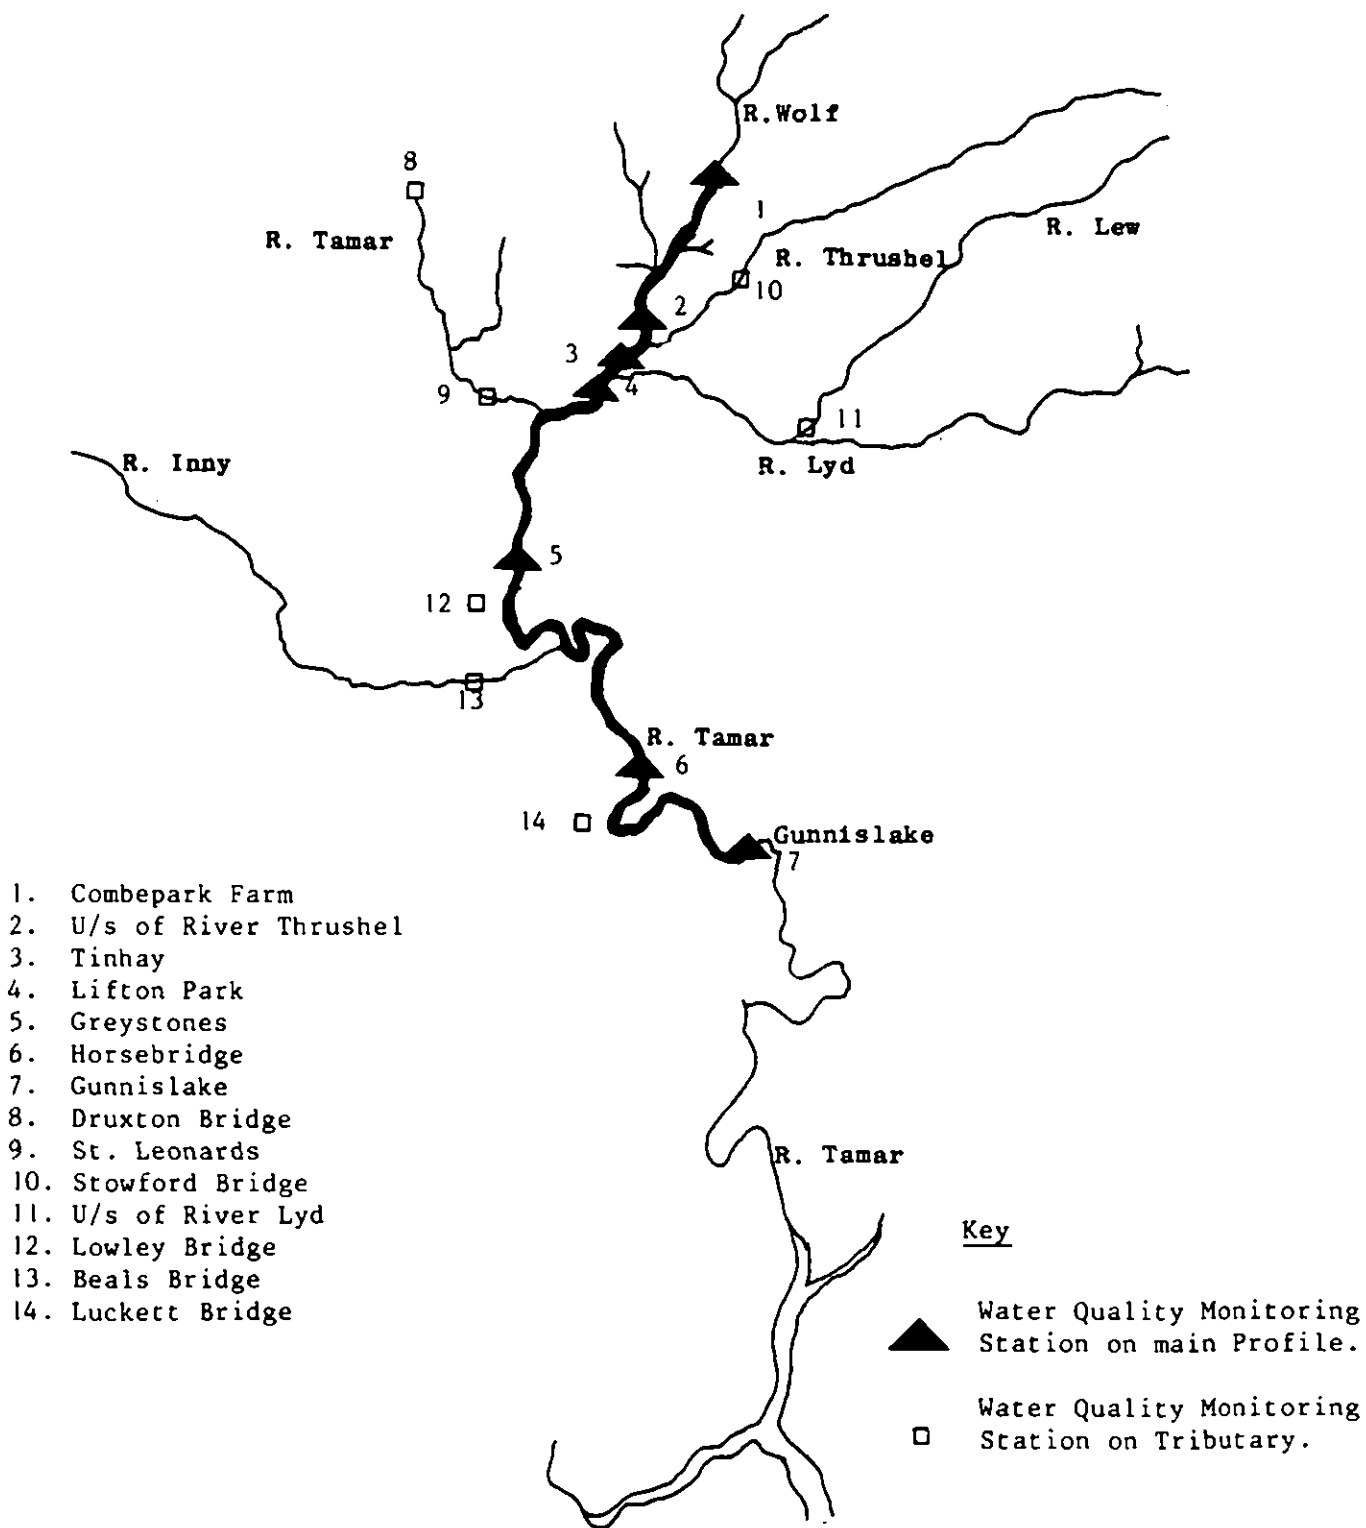 R.Wolf
8
1
R. Lew
R. Tamar
R. Thrushel
10
2
3
4
9
11
R. Inny
R. Lyd
5
12
13
R. Tamar
6
14
Gunnislake
7
1. Combepark Farm
2. U/s of River Thrushel
3. Tinhay
4. Lifton Park
5. Greystones
6. Horsebridge
7. Gunnislake
8. Druxton Bridge
9. St. Leonards
10. Stowford Bridge
11. U/s of River Lyd
12. Lowley Bridge
13. Beals Bridge
14. Luckett Bridge
R. Tamar
Key
Water Quality Monitoring
Station on main Profile.
Water Quality Monitoring
Station on Tributary.